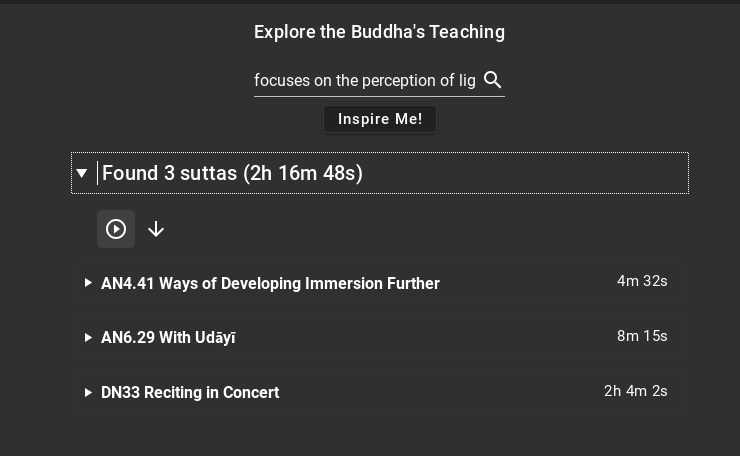 Explore the Buddha's Teaching
focuses on the perception of lig
Inspire Me!
Found 3 suttas (2h 16m 48s)
AN4.41 Ways of Developing Immersion Further 4m 32s
AN6.29 With Udāyī 8m 15s
DN33 Reciting in Concert 2h 4m 2s